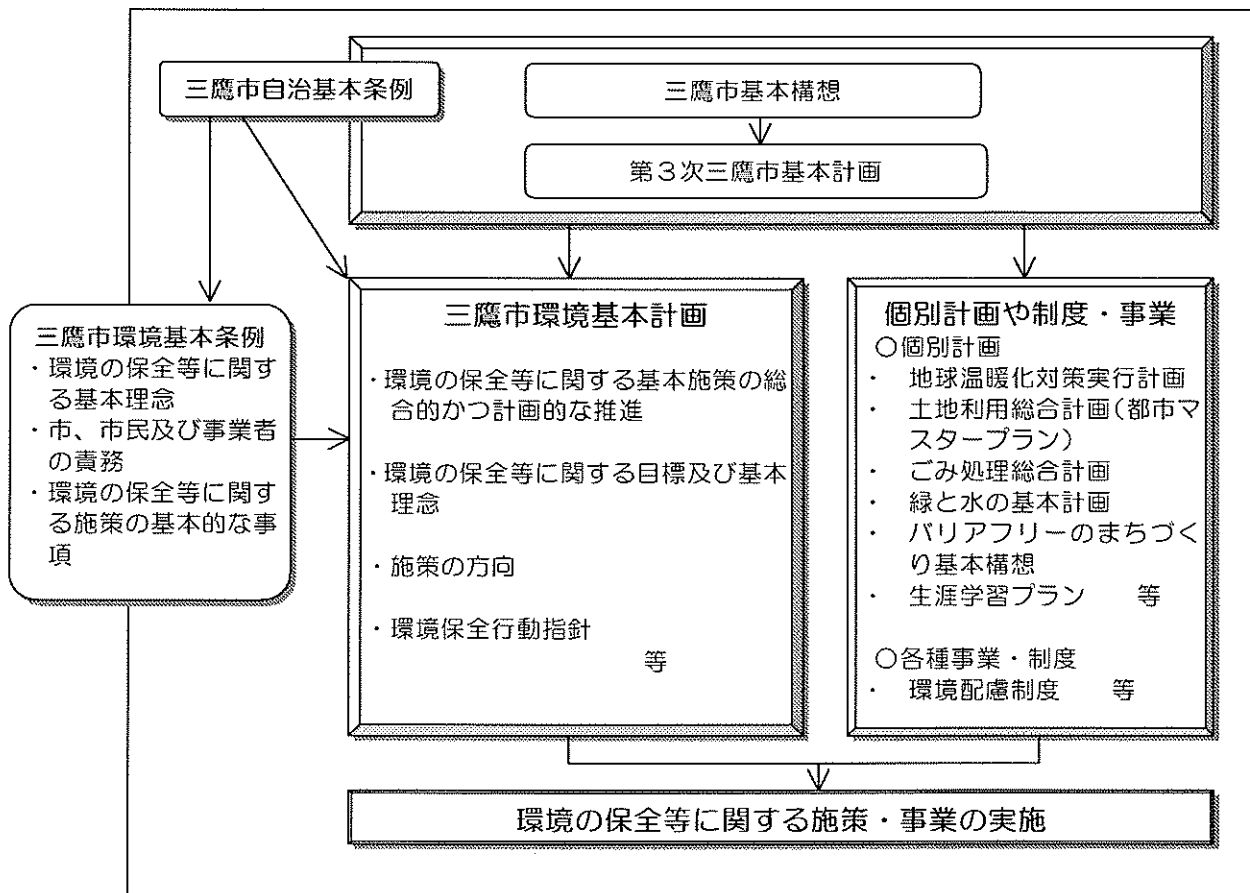 三鷹市自治基本条例
三鷹市基本構想
第３次三鷹市基本計画
三鷹市環境基本条例
・環境の保全等に関す
る基本理念
・市、市民及び事業者
の責務
・環境の保全等に関す
る施策の基本的な事
項
三鷹市環境基本計画
・環境の保全等に関する基本施策の総
合的かつ計画的な推進
・環境の保全等に関する目標及び基本
理念
・施策の方向
・環境保全行動指針
等
個別計画や制度・事業
○個別計画
・　地球温暖化対策実行計画
・　土地利用総合計画（都市マ
スタープラン）
・　ごみ処理総合計画
・　緑と水の基本計画
・　バリアフリーのまちづく
り基本構想
・　生涯学習プラン　　等
○各種事業・制度
・　環境配慮制度　　等
環境の保全等に関する施策・事業の実施